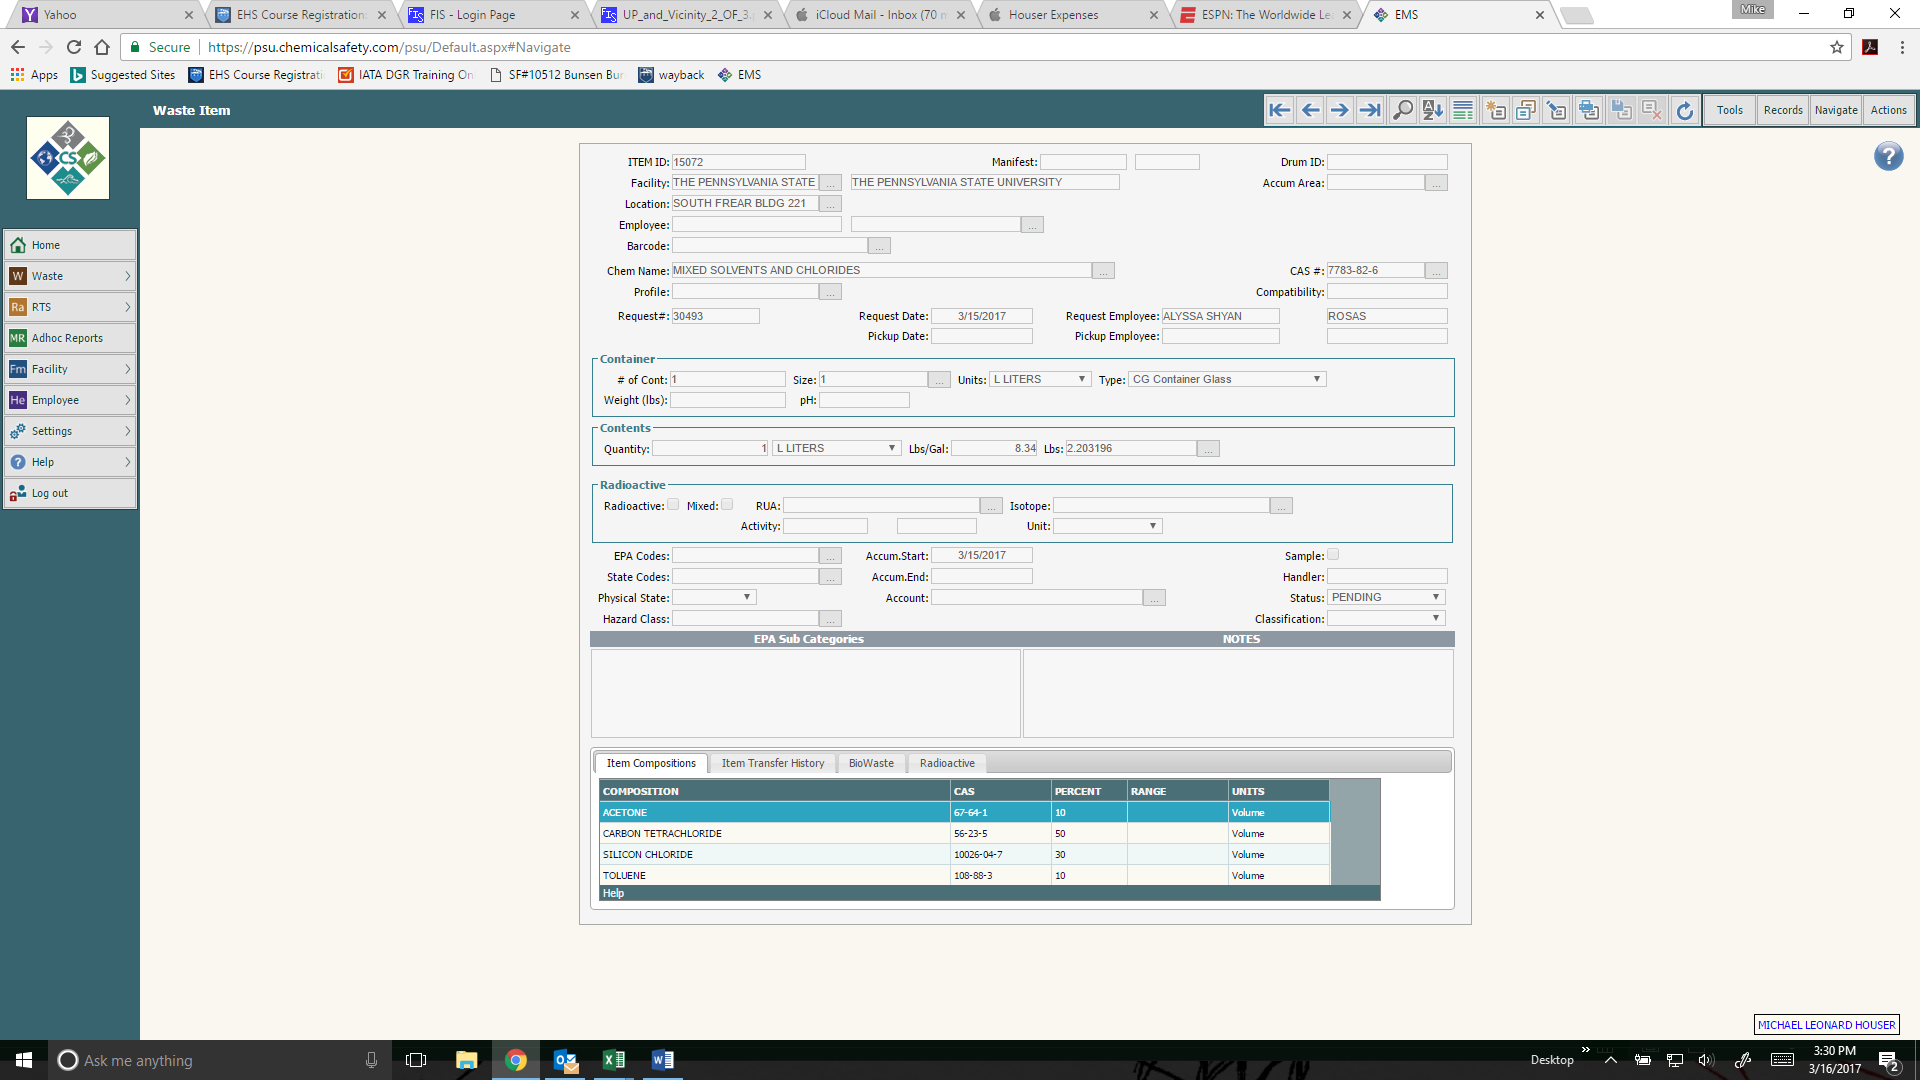 Yahoo
EHS Course Registration
FIS - Login Page
UP_and_Vicinity_2_OF_3.
iCloud Mail - Inbox (70 m
Houser Expenses
ESPN: The Worldwide Le
EMS
Mike
Secure
https://psu.chemicalsafety.com/psu/Default.aspx#Navigate
Apps
Suggested Sites
EHS Course Registrati
IATA DGR Training On
SF#10512 Bunsen Bur
wayback
EMS
Waste Item
Tools
Records
Navigate
Actions
CS
Home
W Waste
Ra RTS
MR Adhoc Reports
Fm Facility
He Employee
Settings
? Help
Log out
?
ITEM ID: 15072 Manifest: Drum ID:
Facility: THE PENNSYLVANIA STATE ... THE PENNSYLVANIA STATE UNIVERSITY Accum Area: ...
Location: SOUTH FREAR BLDG 221 ...
Employee: ...
Barcode: ...
Chem Name: MIXED SOLVENTS AND CHLORIDES ... CAS #: 7783-82-6 ...
Profile: ... Compatibility:
Request#: 30493 Request Date: 3/15/2017 Request Employee: ALYSSA SHYAN ROSAS
Pickup Date: Pickup Employee:
Container
# of Cont: 1 Size: 1 ... Units: L LITERS Type: CG Container Glass
Weight (lbs): pH:
Contents
Quantity: 1 L LITERS Lbs/Gal: 8.34 Lbs: 2.203196 ...
Radioactive
Radioactive: Mixed: RUA: ... Isotope: ...
Activity: Unit:
EPA Codes: ... Accum.Start: 3/15/2017 Sample:
State Codes: ... Accum.End: Handler:
Physical State: Account: ... Status: PENDING
Hazard Class: ... Classification:
EPA Sub Categories NOTES
Item Compositions Item Transfer History BioWaste Radioactive
COMPOSITION CAS PERCENT RANGE UNITS
ACETONE 67-64-1 10 Volume
CARBON TETRACHLORIDE 56-23-5 50 Volume
SILICON CHLORIDE 10026-04-7 30 Volume
TOLUENE 108-88-3 10 Volume
Help
MICHAEL LEONARD HOUSER
Ask me anything
Desktop
3:30 PM
3/16/2017
2